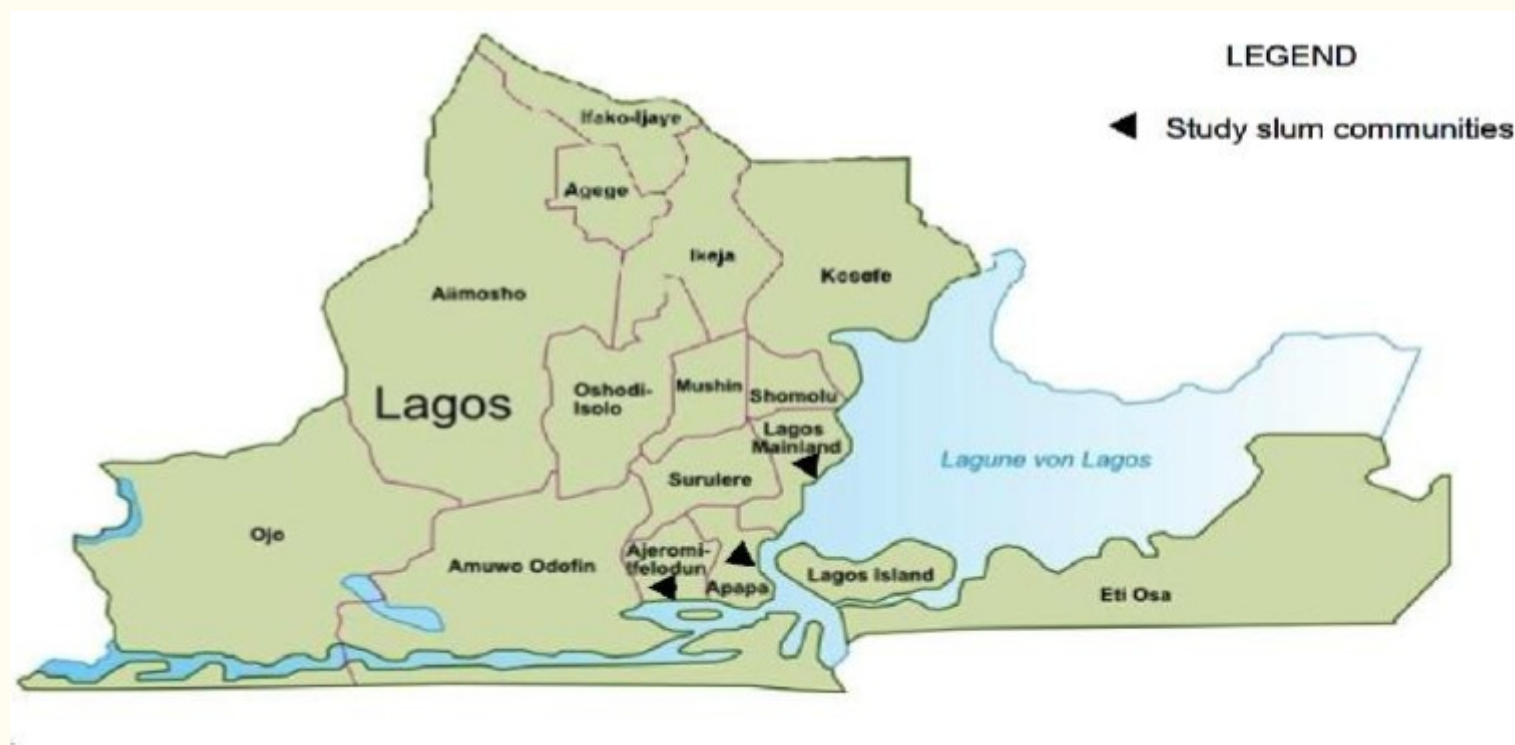 LEGEND
Study slum communities
Ifako-Ijaye
Agege
Ikeja
Kosofe
Aiimosho
Lagos
Oshodi-
Isolo
Mushin
Shomolu
Lagos
Mainland
Surulere
Lagune von Lagos
Ojo
Amuwo Odofin
Ajeromi-
Ifelodun
Apapa
Lagos Island
Eti Osa